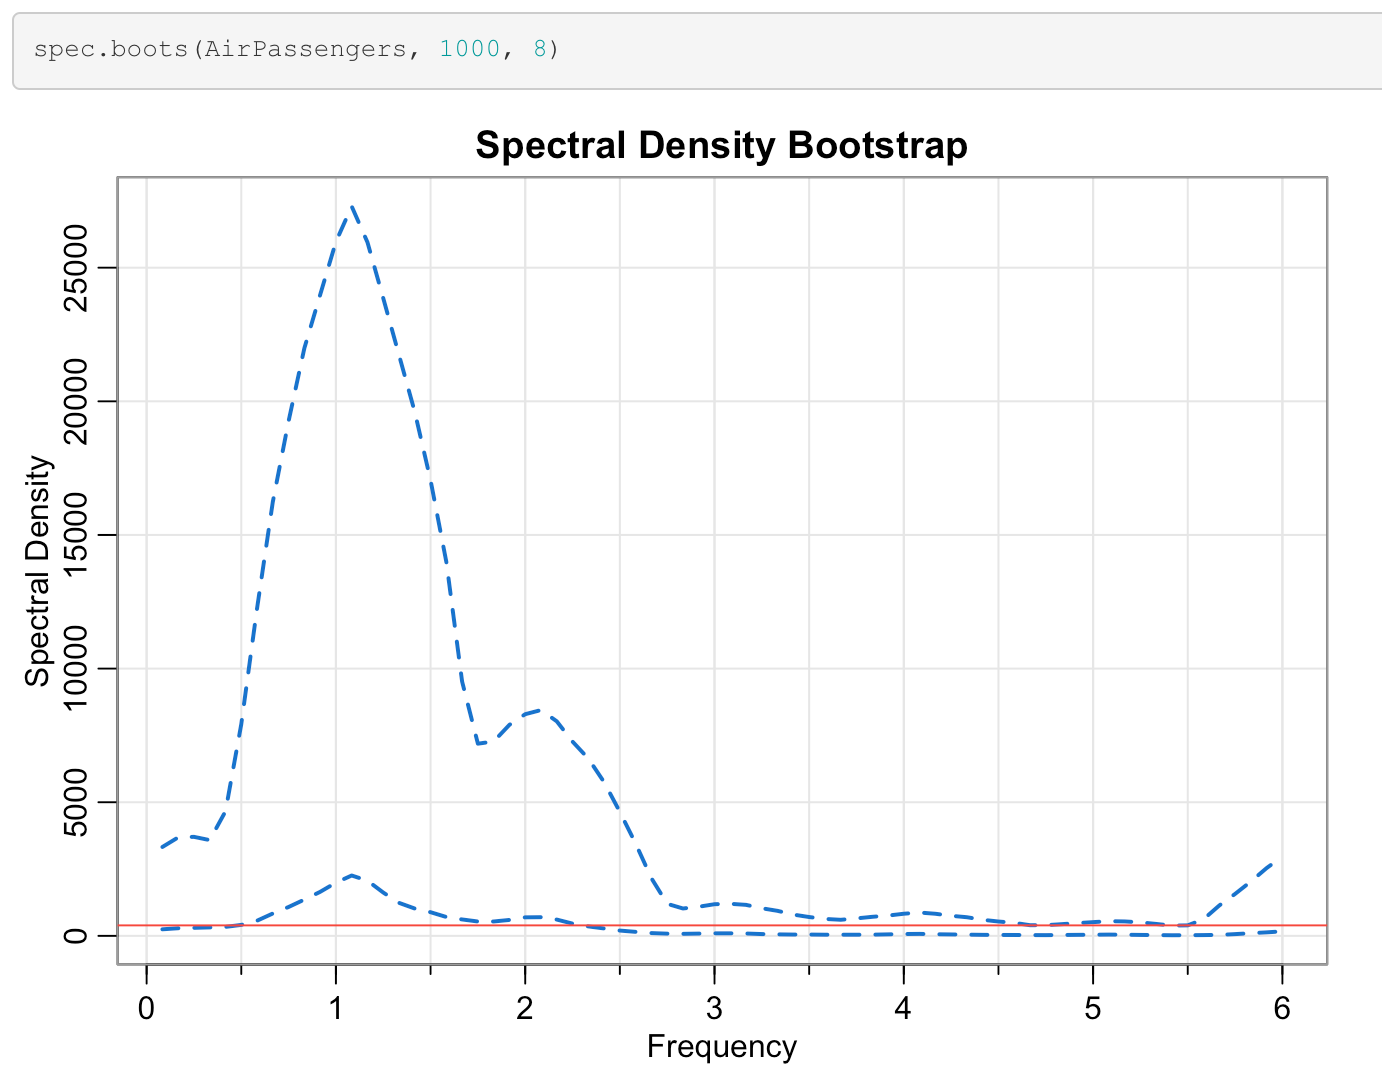 spec.boots(AirPassengers, 1000, 8)
Spectral Density Bootstrap
Spectral Density
25000
20000
15000
10000
5000
0
0 1 2 3 4 5 6
Frequency